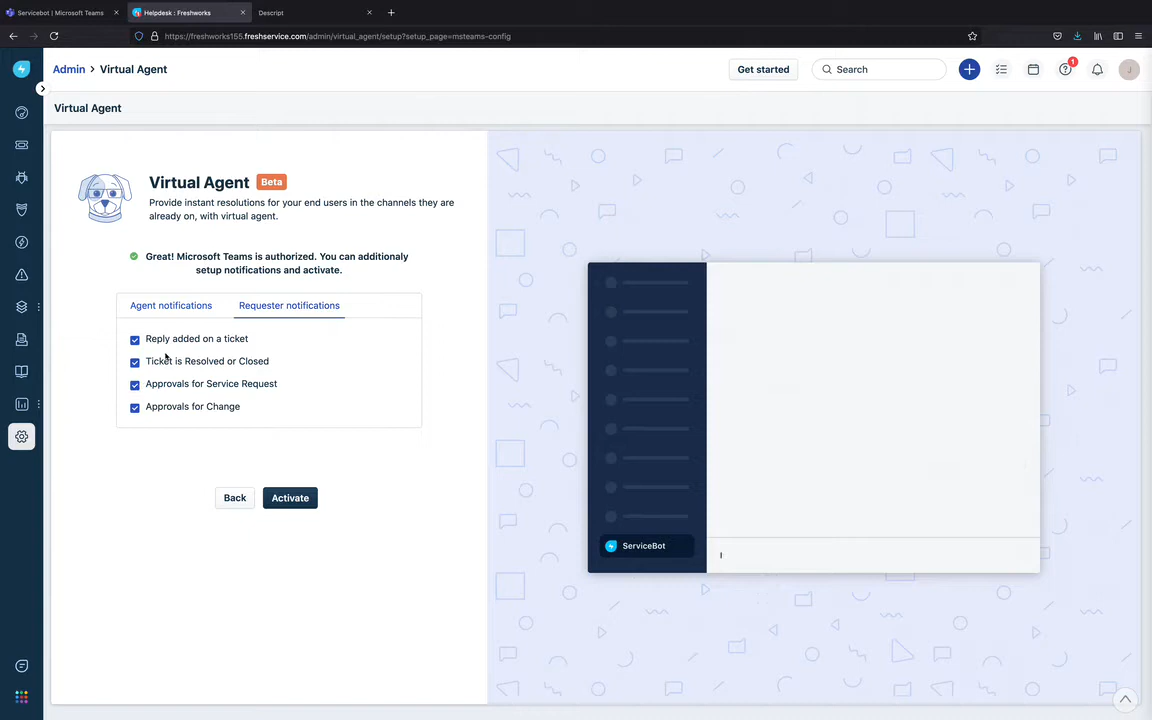 Servicebot | Microsoft Teams
Helpdesk : Freshworks
Descript
https://freshworks155.freshservice.com/admin/virtual_agent/setup?setup_page=msteams-config
Admin > Virtual Agent
Get started
Search
1
J
Virtual Agent
Virtual Agent Beta
Provide instant resolutions for your end users in the channels they are
already on, with virtual agent.
Great! Microsoft Teams is authorized. You can additionaly
setup notifications and activate.
Agent notifications
Requester notifications
Reply added on a ticket
Ticket is Resolved or Closed
Approvals for Service Request
Approvals for Change
Back
Activate
ServiceBot
I